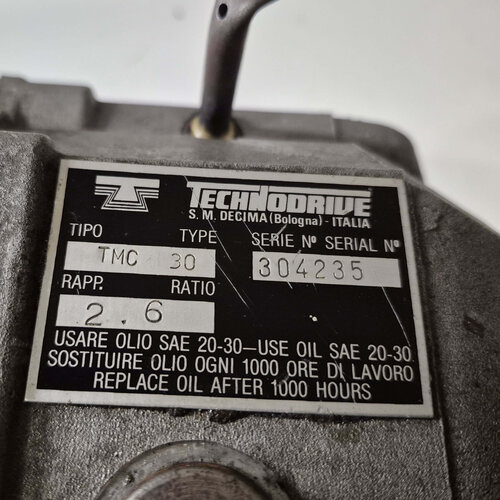 TECHNODRIVE
S. M. DECIMA (Bologna) - ITALIA
TIPO TYPE SERIE Nº SERIAL Nº
TMC 30 304235
RAPP. RATIO
2.6
USARE OLIO SAE 20-30—USE OIL SAE 20-30
SOSTITUIRE OLIO OGNI 1000 ORE DI LAVORO
REPLACE OIL AFTER 1000 HOURS